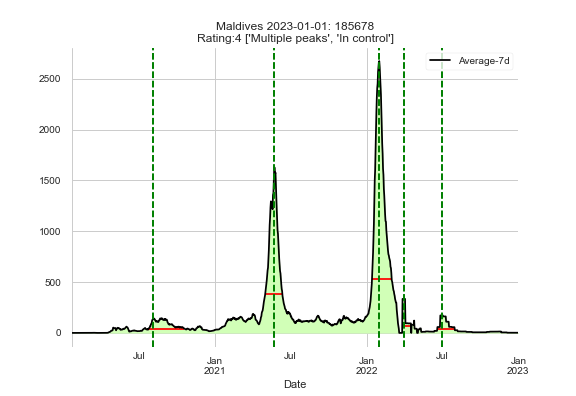 Maldives 2023-01-01: 185678
Rating:4 ['Multiple peaks', 'In control']
Average-7d
2500
2000
1500
1000
500
0
Jul
Jan
2021
Jul
Jan
2022
Jul
Jan
2023
Date